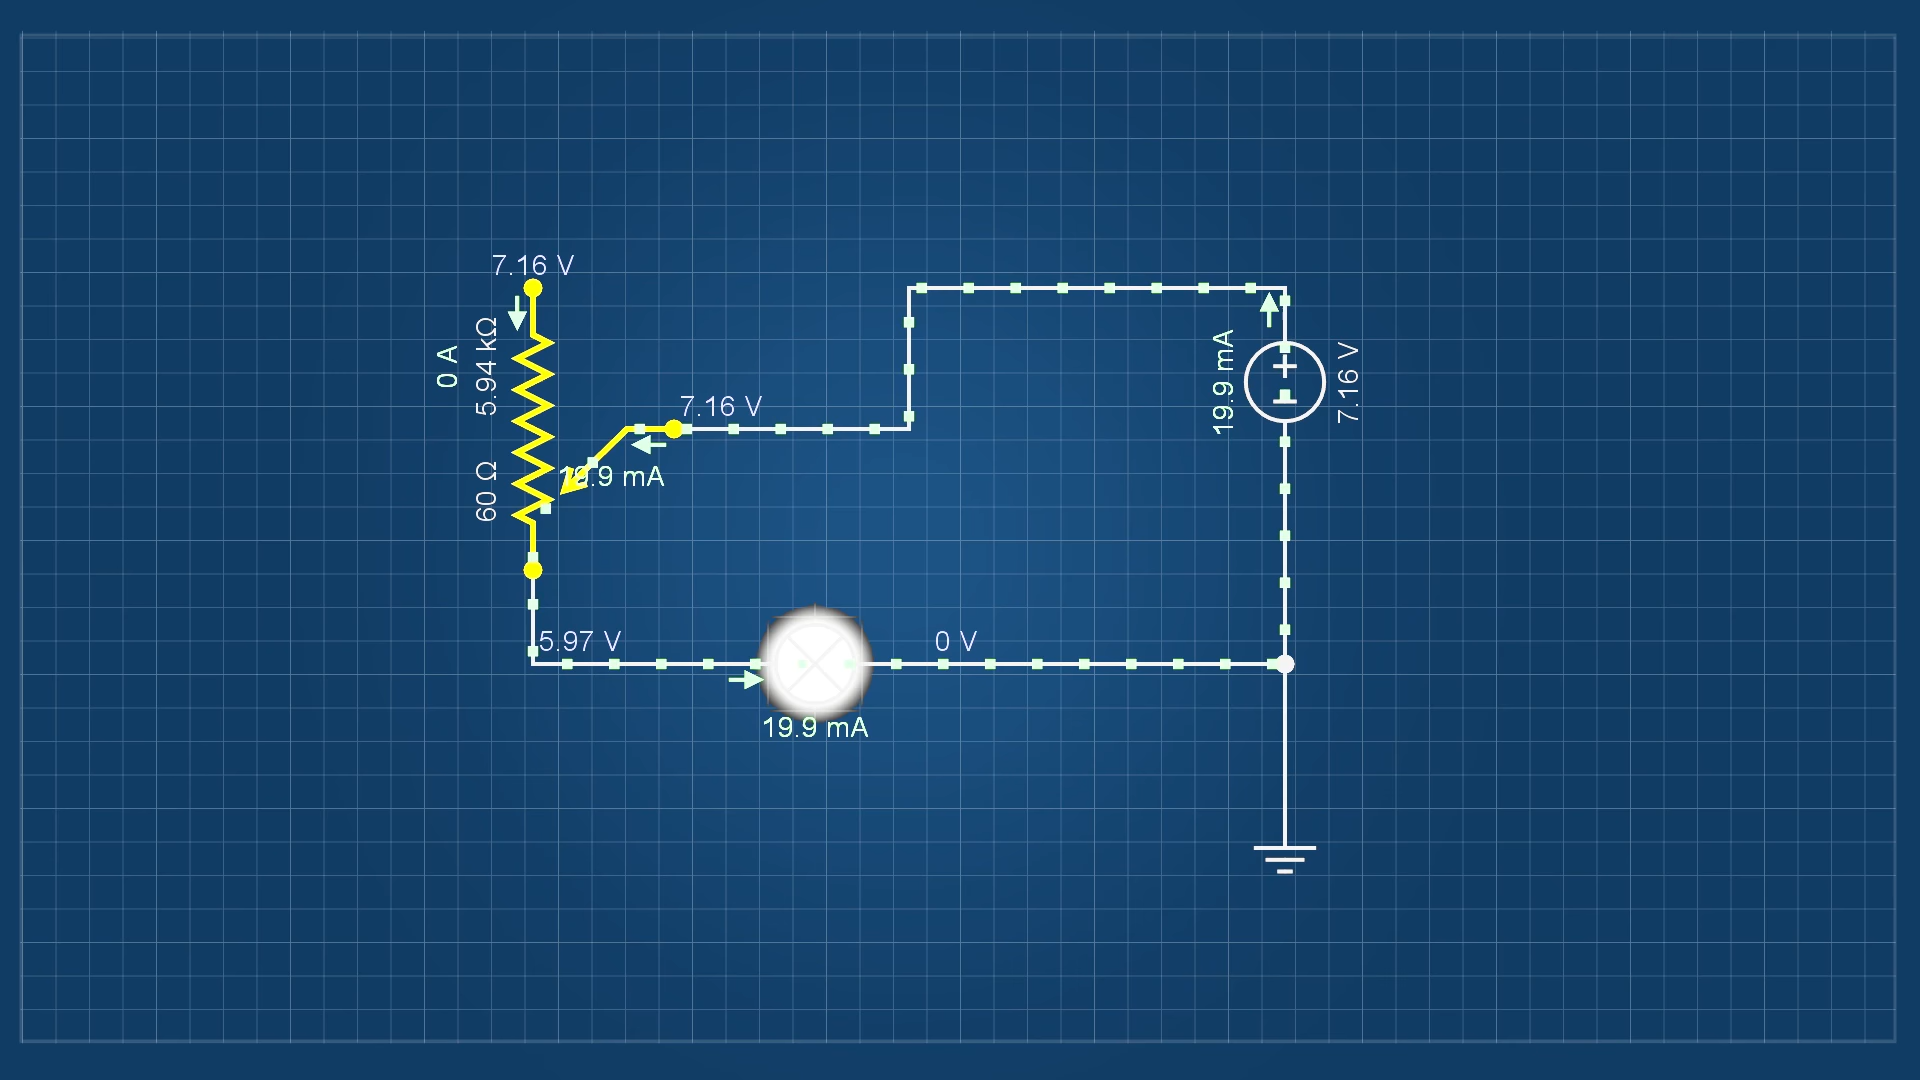 7.16 V
0 A
5.94 kΩ
60 Ω
7.16 V
19.9 mA
19.9 mA
7.16 V
5.97 V
0 V
19.9 mA